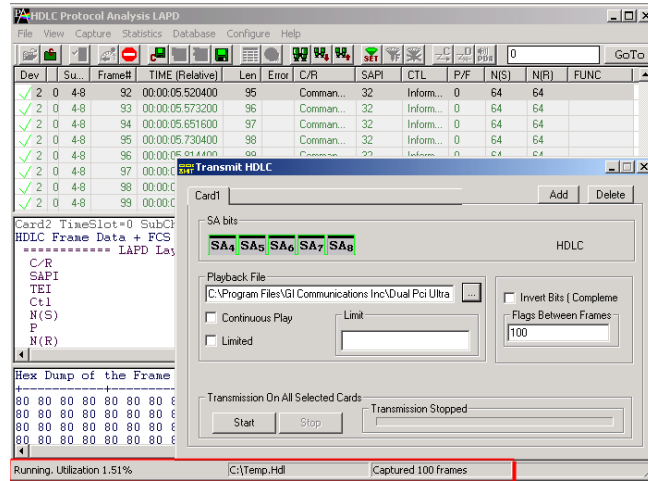 HDLC Protocol Analysis LAPD
File View Capture Statistics Database Configure Help
0 GoTo
Dev Su... Frame# TIME (Relative) Len Error C/R SAPI CTL P/F N(S) N(R) FUNC
2 0 4-8 92 00:00:05.520400 95 Comman... 32 Inform... 0 64 64
2 0 4-8 93 00:00:05.573200 96 Comman... 32 Inform... 0 64 64
2 0 4-8 94 00:00:05.651600 97 Comman... 32 Inform... 0 64 64
2 0 4-8 95 00:00:05.730400 98 Comman... 32 Inform... 0 64 64
2 0 4-8 96
2 0 4-8 97 00:00:0
2 0 4-8 98 00:00:0
2 0 4-8 99 00:00:0
Transmit HDLC
Card1 Add Delete
SA bits
SA4 SA5 SA6 SA7 SA8 HDLC
Playback File
C:\Program Files\GI Communications Inc\Dual Pci Ultra ...
Continuous Play
Limited
Limit
Invert Bits ( Compleme
Flags Between Frames
100
Transmission On All Selected Cards
Start Stop
Transmission Stopped
Card2 TimeSlot=0 SubCh
HDLC Frame Data + FCS
============ LAPD Lay
C/R
SAPI
TEI
Ctl
N(S)
P
N(R)
Hex Dump of the Frame
80 80 80 80 80 80 8
80 80 80 80 80 80 8
80 80 80 80 80 80 8
80 80 80 80 80 80 8
Running. Utilization 1.51% C:\Temp.Hdl Captured 100 frames